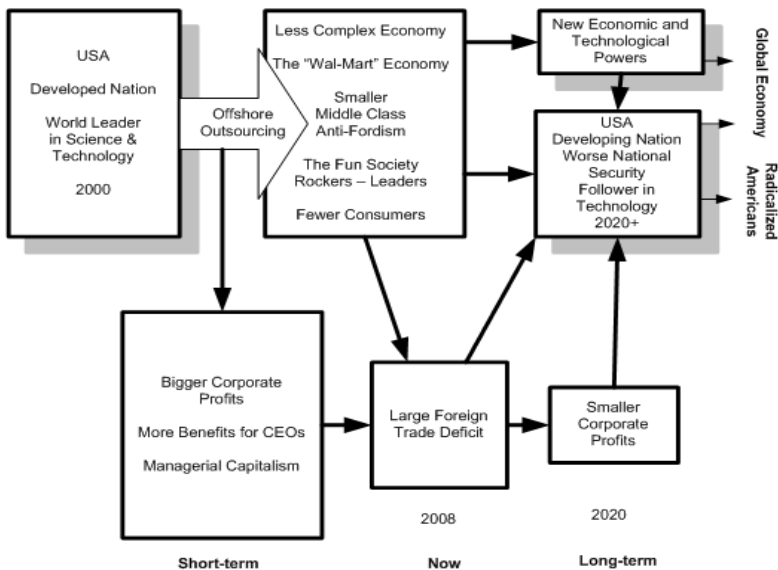 USA
Developed Nation
World Leader
in Science &
Technology
2000
Offshore
Outsourcing
Less Complex Economy
The “Wal-Mart” Economy
Smaller
Middle Class
Anti-Fordism
The Fun Society
Rockers – Leaders
Fewer Consumers
New Economic and
Technological
Powers
USA
Developing Nation
Worse National
Security
Follower in
Technology
2020+
Global Economy
Radicalized
Americans
Bigger Corporate
Profits
More Benefits for CEOs
Managerial Capitalism
Large Foreign
Trade Deficit
Smaller
Corporate
Profits
2008
2020
Short-term
Now
Long-term